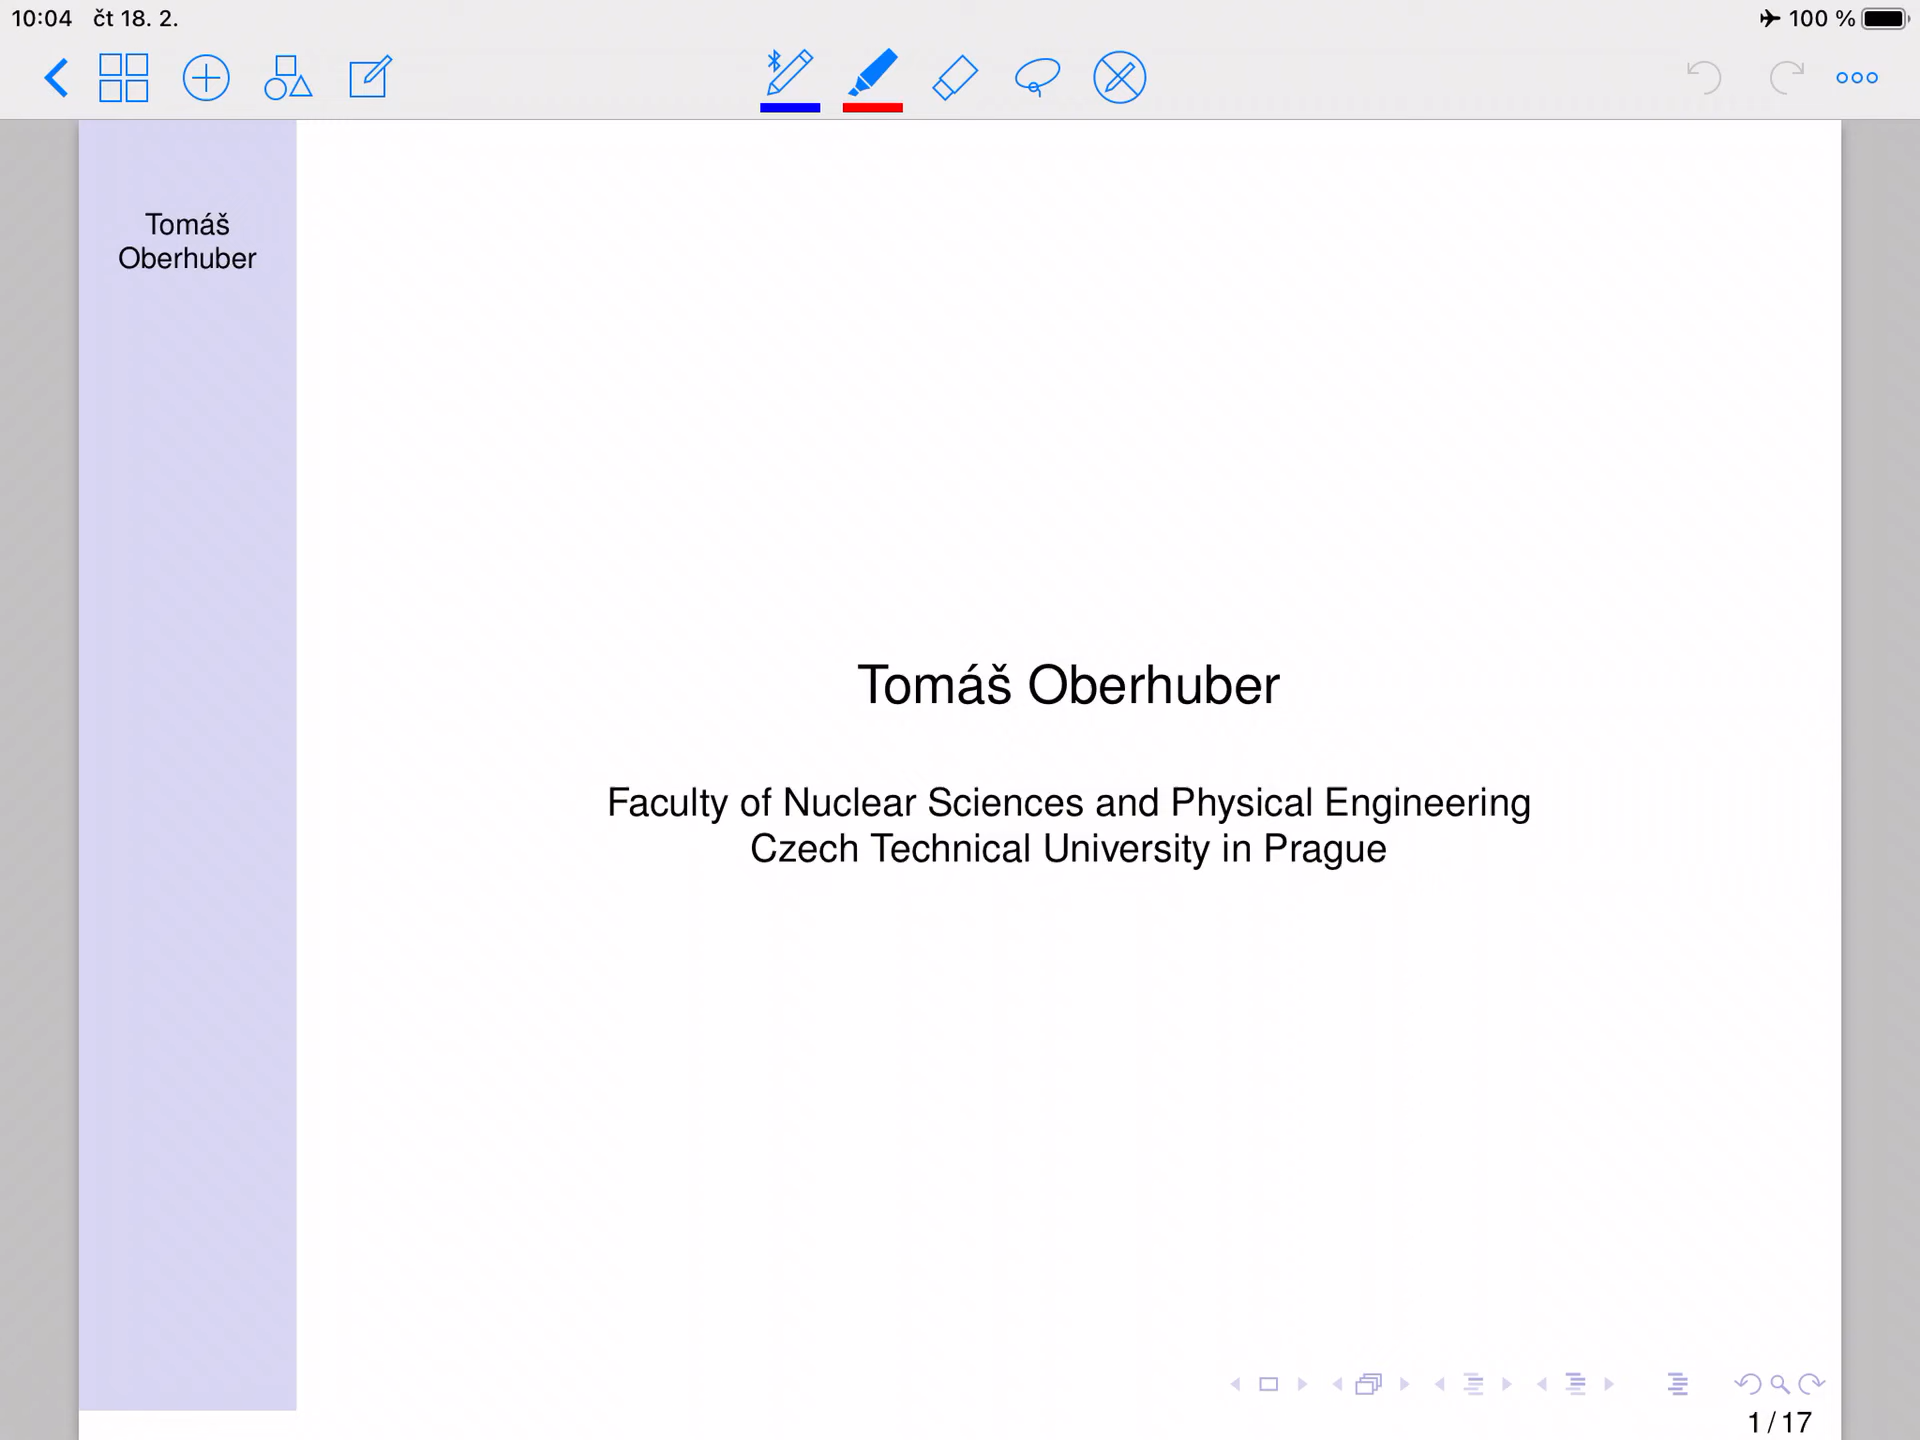 10:04 čt 18. 2.
100 %
Tomáš
Oberhuber
Tomáš Oberhuber
Faculty of Nuclear Sciences and Physical Engineering
Czech Technical University in Prague
1 / 17